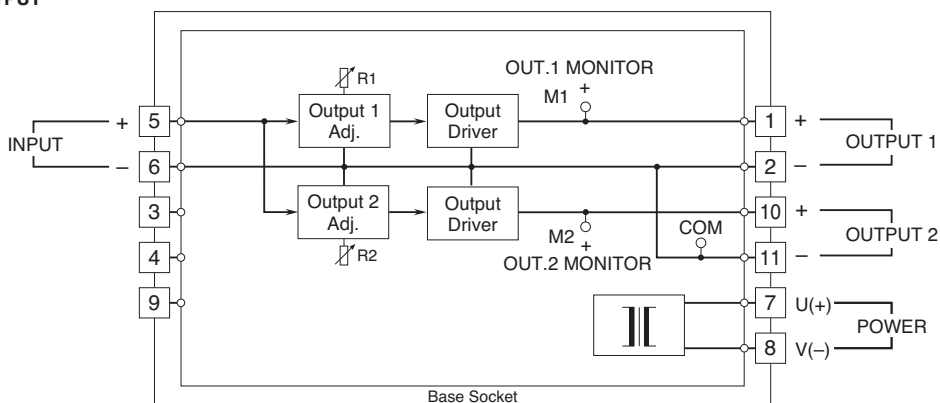 OUT.1 MONITOR
R1
M1
+
Output 1
Adj.
Output
Driver
INPUT
+
5
1
+
OUTPUT 1
–
6
2
–
3
Output 2
Adj.
Output
Driver
10
+
OUTPUT 2
M2
+
COM
4
R2
OUT.2 MONITOR
11
–
9
7
U(+)
POWER
8
V(–)
Base Socket